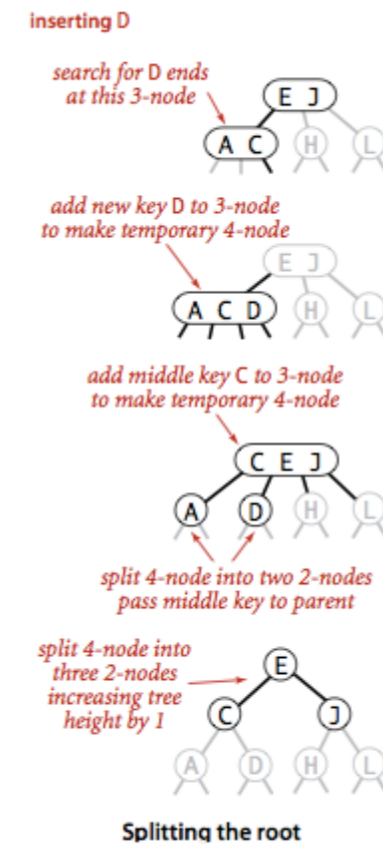 inserting D
search for D ends
at this 3-node
E J
A C H L
add new key D to 3-node
to make temporary 4-node
E J
A C D H L
add middle key C to 3-node
to make temporary 4-node
C E J
A D H L
split 4-node into two 2-nodes
pass middle key to parent
split 4-node into
three 2-nodes
increasing tree
height by 1
E
C J
A D H L
Splitting the root